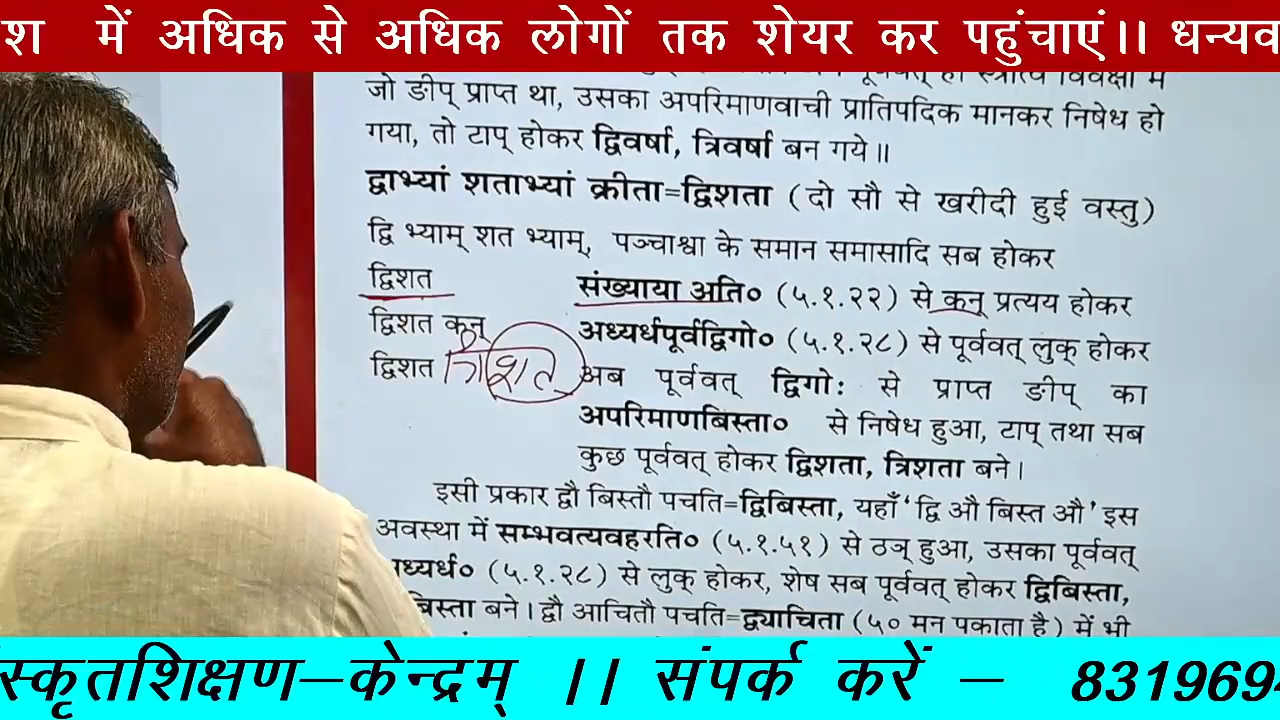 श में अधिक से अधिक लोगों तक शेयर कर पहुंचाएं।। धन्यव
जो ङीप् प्राप्त था, उसका अपरिमाणवाची प्रातिपदिक मानकर निषेध हो
गया, तो टाप् होकर द्विवर्षा, त्रिवर्षा बन गये॥
द्वाभ्यां शताभ्यां क्रीता=द्विशता (दो सौ से खरीदी हुई वस्तु)
द्वि भ्याम् शत भ्याम्, पञ्चाश्वा के समान समासादि सब होकर
द्विशत संख्याया अति० (५.१.२२) से कन् प्रत्यय होकर
द्विशत कन् अध्यर्धपूर्वद्विगो० (५.१.२८) से पूर्ववत् लुक् होकर
द्विशत त्रिशत अब पूर्ववत् द्विगोः से प्राप्त ङीप् का
अपरिमाणबिस्ता० से निषेध हुआ, टाप् तथा सब
कुछ पूर्ववत् होकर द्विशता, त्रिशता बने।
इसी प्रकार द्वौ बिस्तौ पचति=द्विबिस्ता, यहाँ ‘द्वि औ बिस्त औ’ इस
अवस्था में सम्भवत्यवहरति० (५.१.५१) से ठञ् हुआ, उसका पूर्ववत्
ध्यर्ध० (५.१.२८) से लुक् होकर, शेष सब पूर्ववत् होकर द्विबिस्ता,
बिस्ता बने। द्वौ आचितौ पचति=द्व्याचिता (५० मन पकाता है) में भी
स्कृतशिक्षण-केन्द्रम् ।। संपर्क करें - 831969